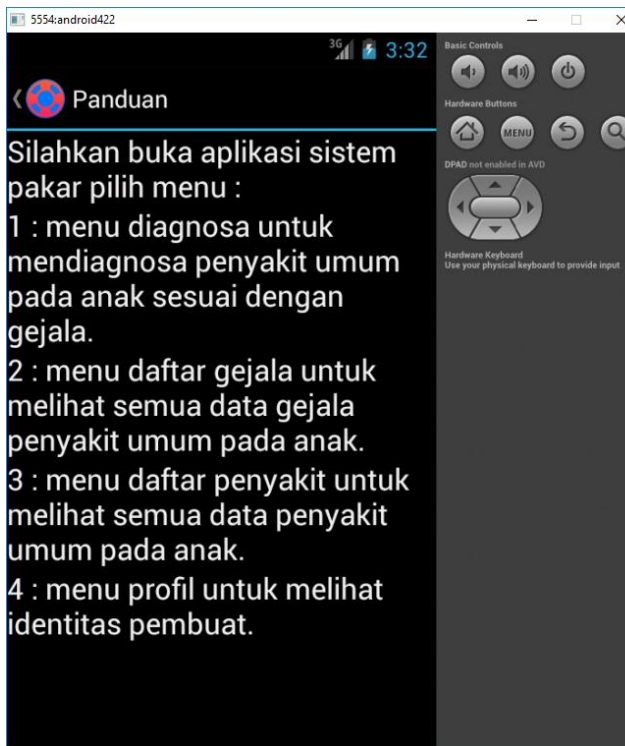 5554:android422
3G 3:32
Panduan
Silahkan buka aplikasi sistem
pakar pilih menu :
1 : menu diagnosa untuk
mendiagnosa penyakit umum
pada anak sesuai dengan
gejala.
2 : menu daftar gejala untuk
melihat semua data gejala
penyakit umum pada anak.
3 : menu daftar penyakit untuk
melihat semua data penyakit
umum pada anak.
4 : menu profil untuk melihat
identitas pembuat.
Basic Controls
Hardware Buttons
MENU
DPAD not enabled in AVD
Hardware Keyboard
Use your physical keyboard to provide input